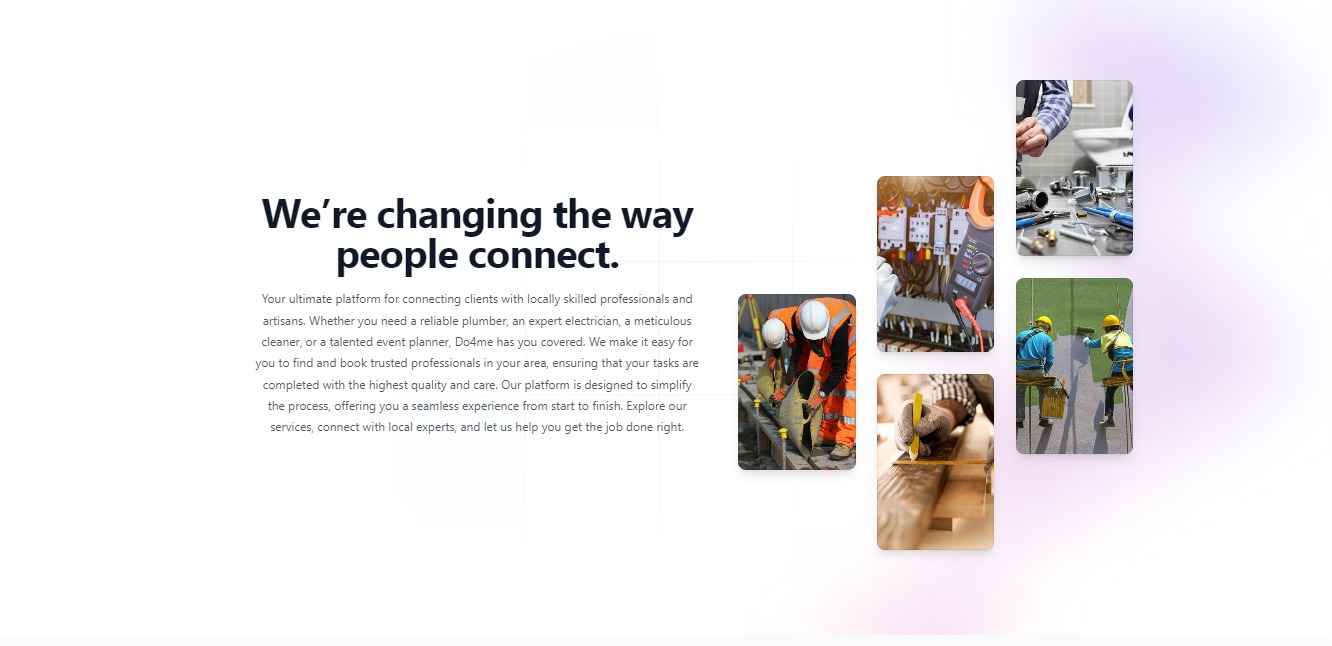 We’re changing the way
people connect.
Your ultimate platform for connecting clients with locally skilled professionals and
artisans. Whether you need a reliable plumber, an expert electrician, a meticulous
cleaner, or a talented event planner, Do4me has you covered. We make it easy for
you to find and book trusted professionals in your area, ensuring that your tasks are
completed with the highest quality and care. Our platform is designed to simplify
the process, offering you a seamless experience from start to finish. Explore our
services, connect with local experts, and let us help you get the job done right.